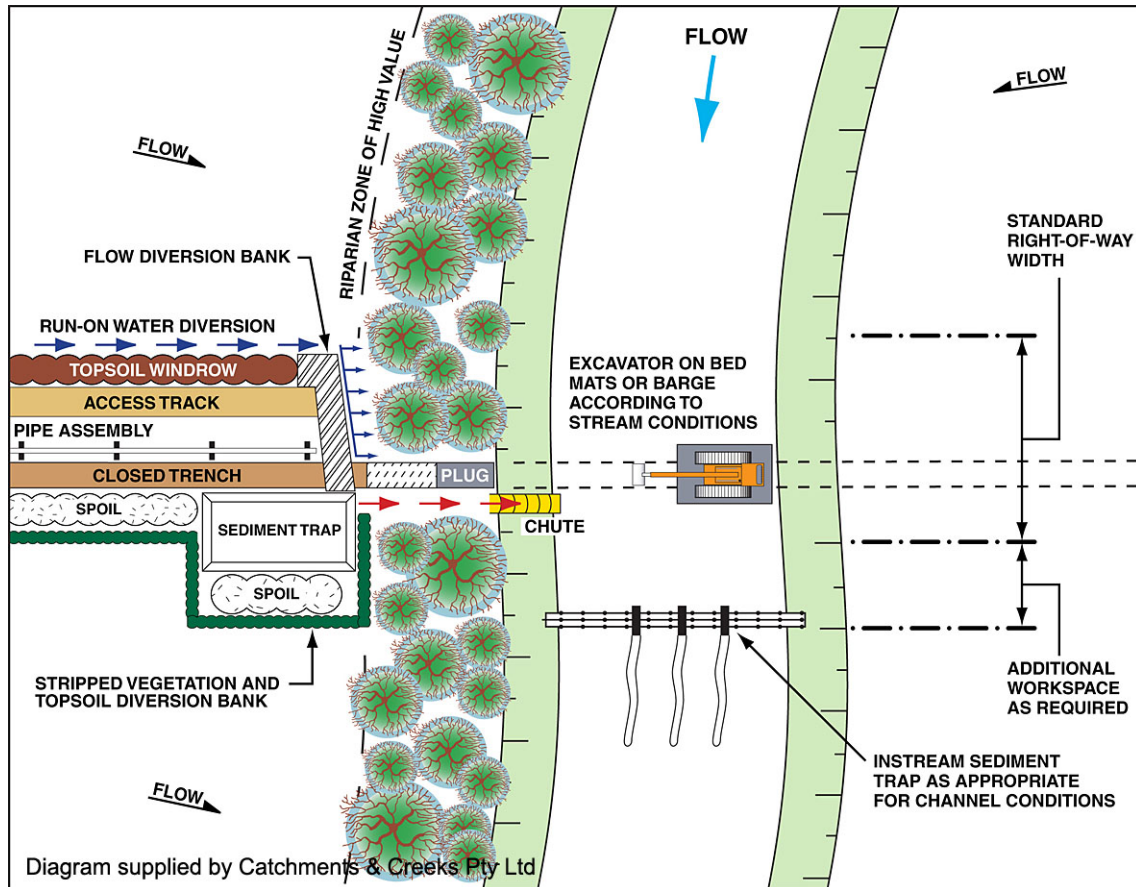 FLOW
FLOW
FLOW
RIPARIAN ZONE OF HIGH VALUE
STANDARD
RIGHT-OF-WAY
WIDTH
FLOW DIVERSION BANK
RUN-ON WATER DIVERSION
TOPSOIL WINDROW
ACCESS TRACK
PIPE ASSEMBLY
CLOSED TRENCH
PLUG
EXCAVATOR ON BED
MATS OR BARGE
ACCORDING TO
STREAM CONDITIONS
SPOIL
SEDIMENT TRAP
CHUTE
SPOIL
STRIPPED VEGETATION AND
TOPSOIL DIVERSION BANK
ADDITIONAL
WORKSPACE
AS REQUIRED
INSTREAM SEDIMENT
TRAP AS APPROPRIATE
FOR CHANNEL CONDITIONS
FLOW
Diagram supplied by Catchments & Creeks Pty Ltd